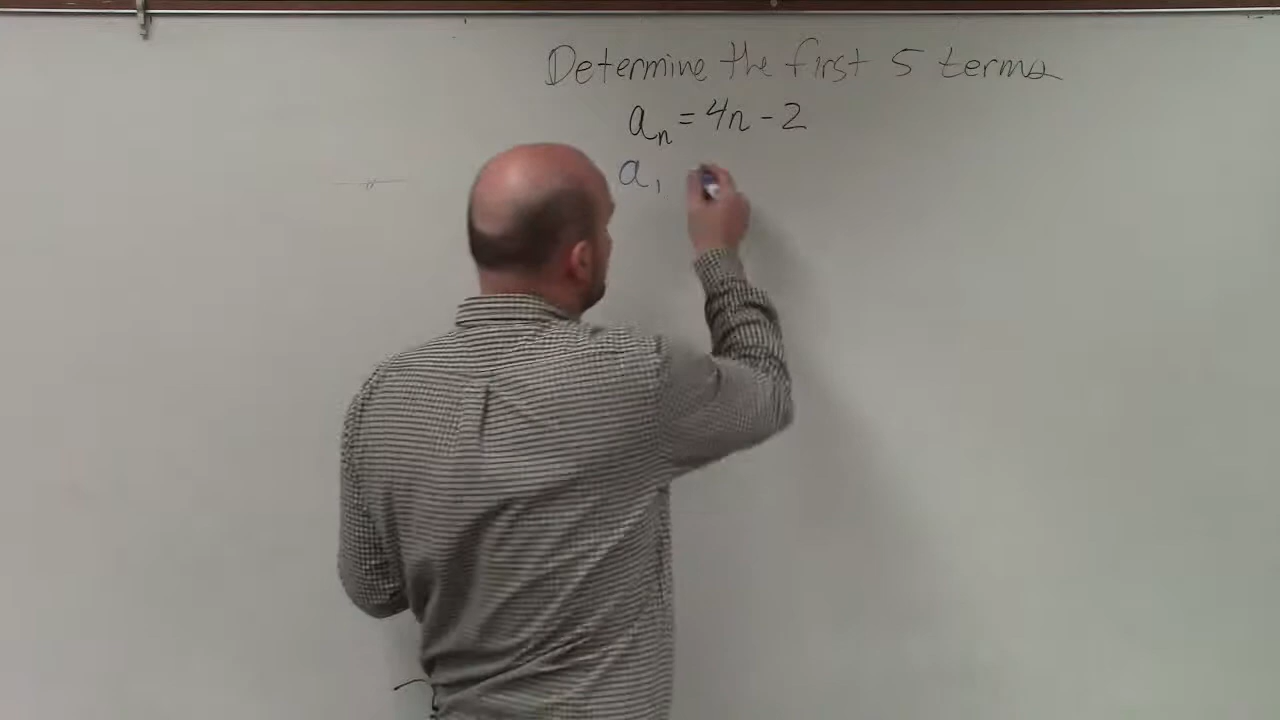 Determine the first 5 terms
aₙ = 4n - 2
a₁